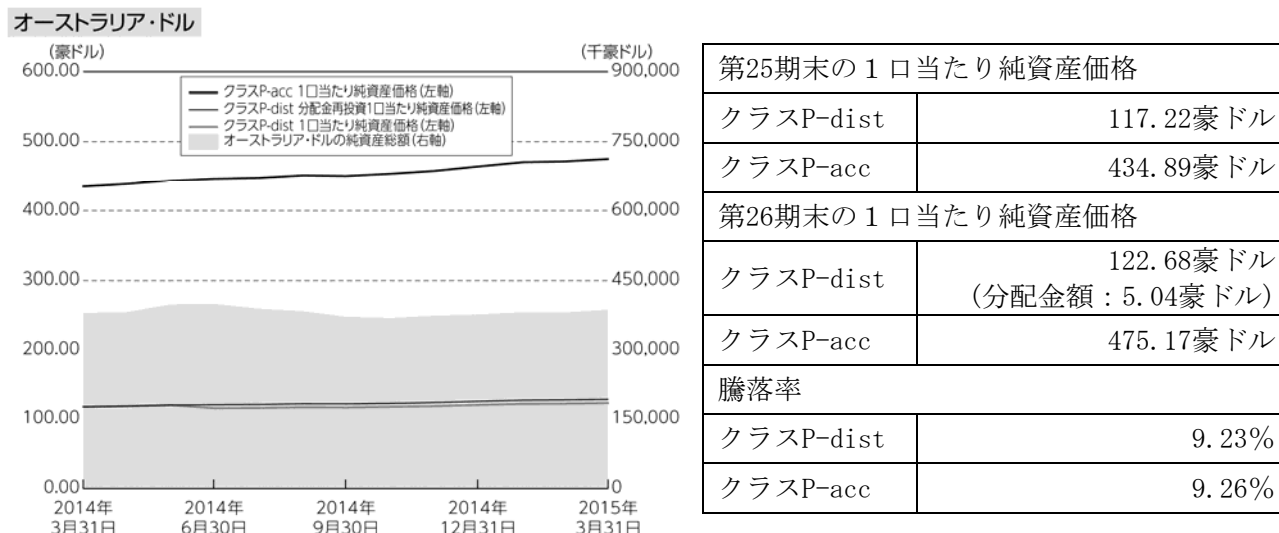 オーストラリア・ドル
(豪ドル)
(千豪ドル)
600.00
500.00
400.00
300.00
200.00
100.00
0.00
900,000
750,000
600,000
450,000
300,000
150,000
0
クラスP-acc 1口当たり純資産価格(左軸)
クラスP-dist 分配金再投資1口当たり純資産価格(左軸)
クラスP-dist 1口当たり純資産価格(左軸)
オーストラリア・ドルの純資産総額(右軸)
2014年
3月31日
2014年
6月30日
2014年
9月30日
2014年
12月31日
2015年
3月31日
第25期末の1口当たり純資産価格
クラスP-dist 117.22豪ドル
クラスP-acc 434.89豪ドル
第26期末の1口当たり純資産価格
クラスP-dist 122.68豪ドル
(分配金額:5.04豪ドル)
クラスP-acc 475.17豪ドル
騰落率
クラスP-dist 9.23%
クラスP-acc 9.26%